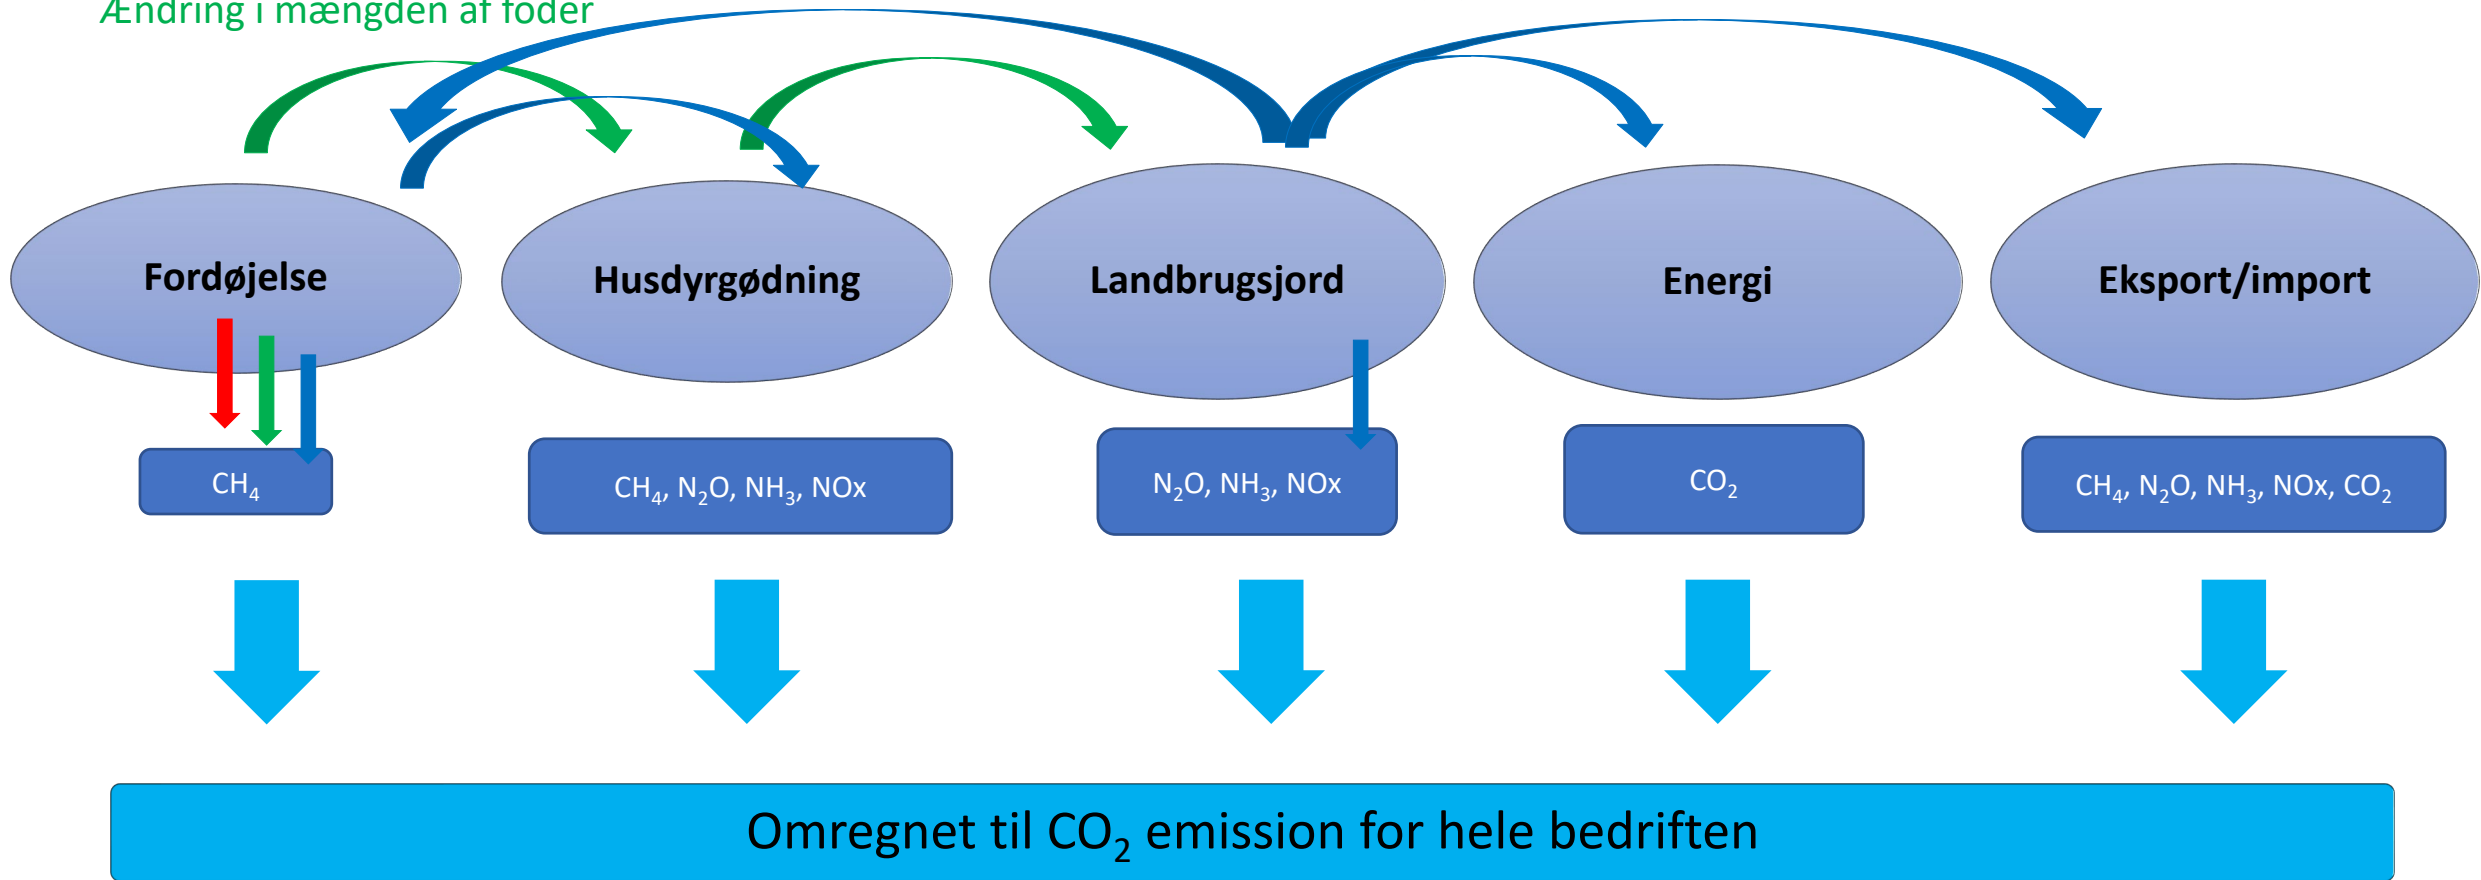 Ændring i mængden af foder
Fordøjelse
Husdyrgødning
Landbrugsjord
Energi
Eksport/import
CH₄
CH₄, N₂O, NH₃, NOx
N₂O, NH₃, NOx
CO₂
CH₄, N₂O, NH₃, NOx, CO₂
Omregnet til CO₂ emission for hele bedriften